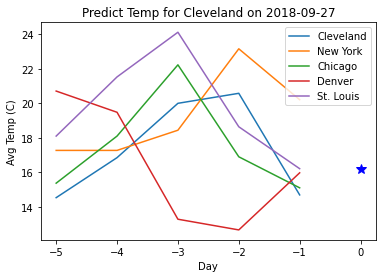 Predict Temp for Cleveland on 2018-09-27
Avg Temp (C)
24
22
20
18
16
14
Cleveland
New York
Chicago
Denver
St. Louis
−5 −4 −3 −2 −1 0
Day